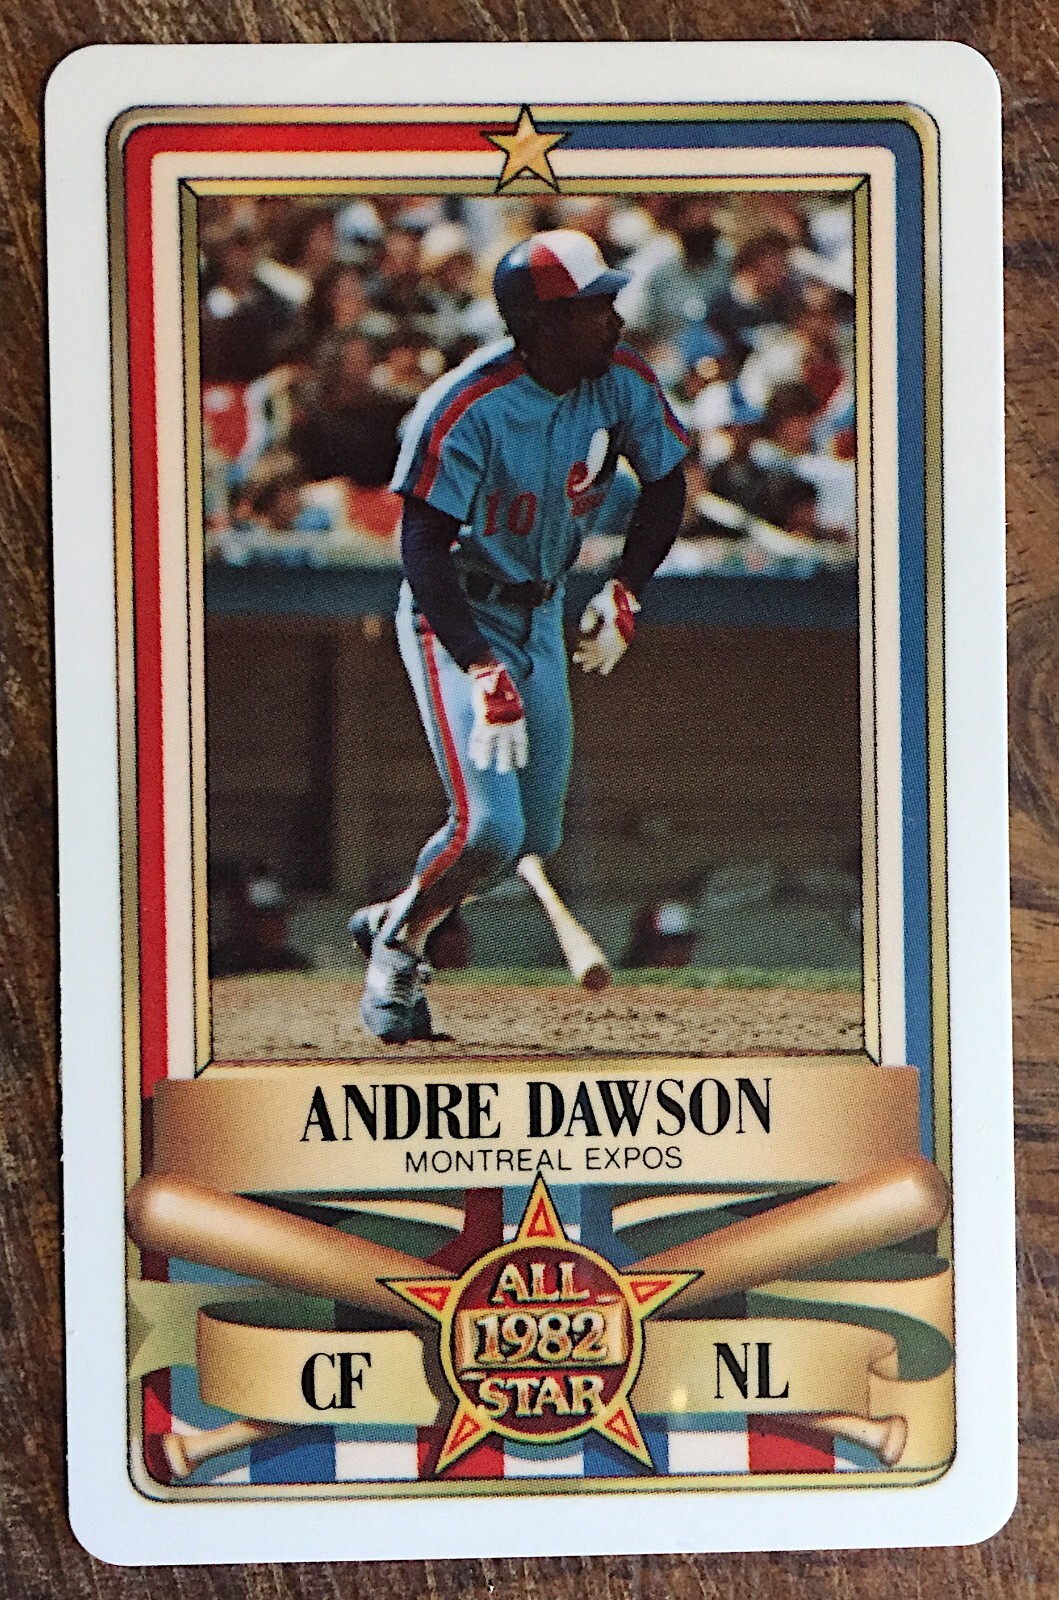 10
ANDRE DAWSON
MONTREAL EXPOS
ALL
1982
STAR
CF
NL